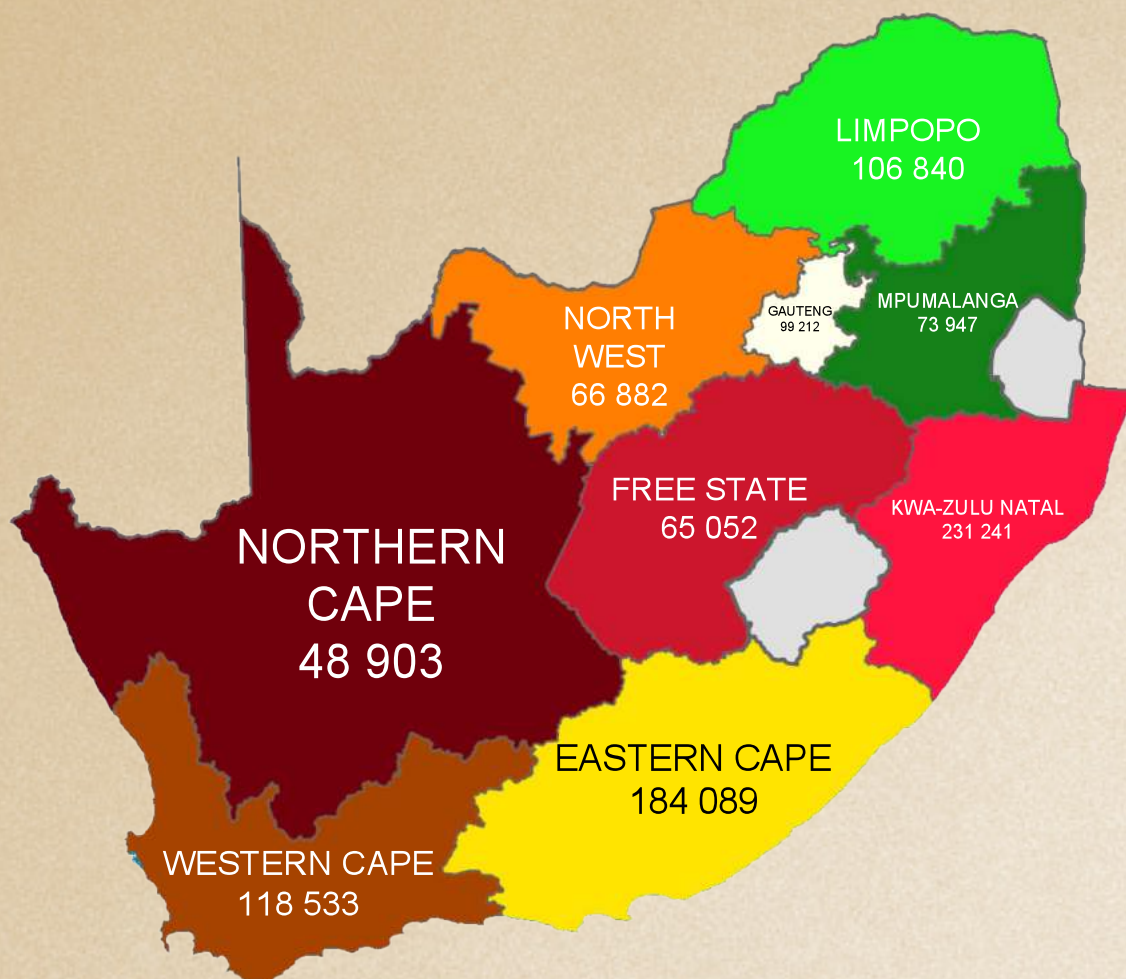 LIMPOPO
106 840
NORTH
WEST
66 882
GAUTENG
99 212
MPUMALANGA
73 947
FREE STATE
65 052
KWA-ZULU NATAL
231 241
NORTHERN
CAPE
48 903
EASTERN CAPE
184 089
WESTERN CAPE
118 533